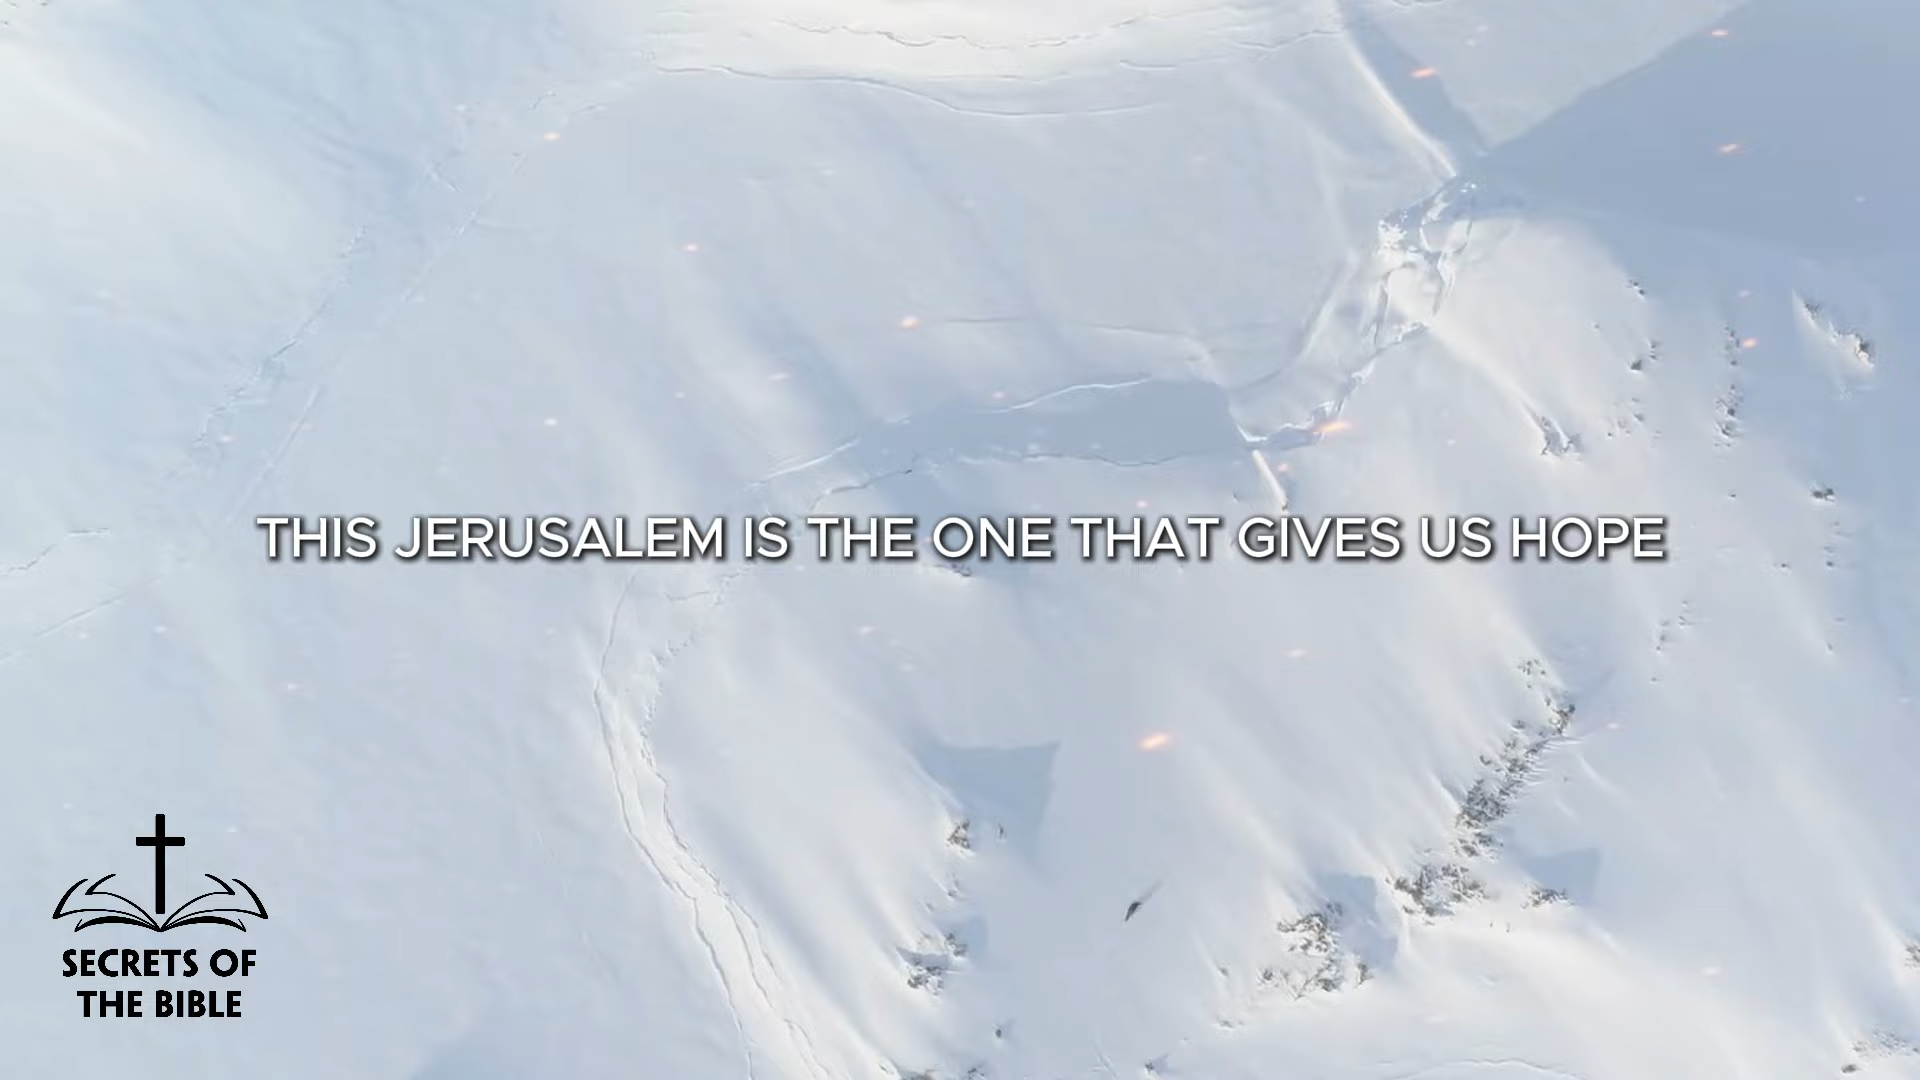 THIS JERUSALEM IS THE ONE THAT GIVES US HOPE
SECRETS OF
THE BIBLE